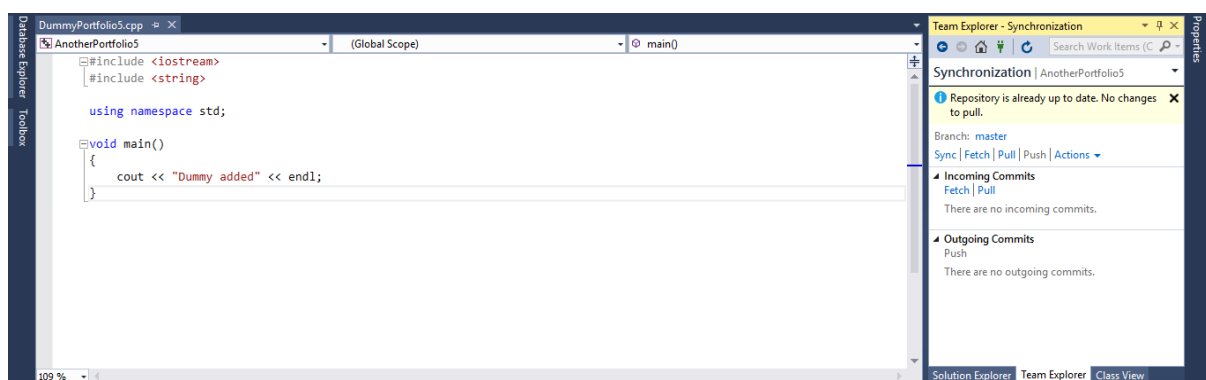 Database Explorer
Toolbox
DummyPortfolio5.cpp
AnotherPortfolio5
(Global Scope)
main()
#include <iostream>
#include <string>
using namespace std;
void main()
{
cout << "Dummy added" << endl;
}
109 %
Team Explorer - Synchronization
Search Work Items (C
Synchronization | AnotherPortfolio5
Repository is already up to date. No changes
to pull.
Branch: master
Sync | Fetch | Pull | Push | Actions
Incoming Commits
Fetch | Pull
There are no incoming commits.
Outgoing Commits
Push
There are no outgoing commits.
Solution Explorer Team Explorer Class View
Properties